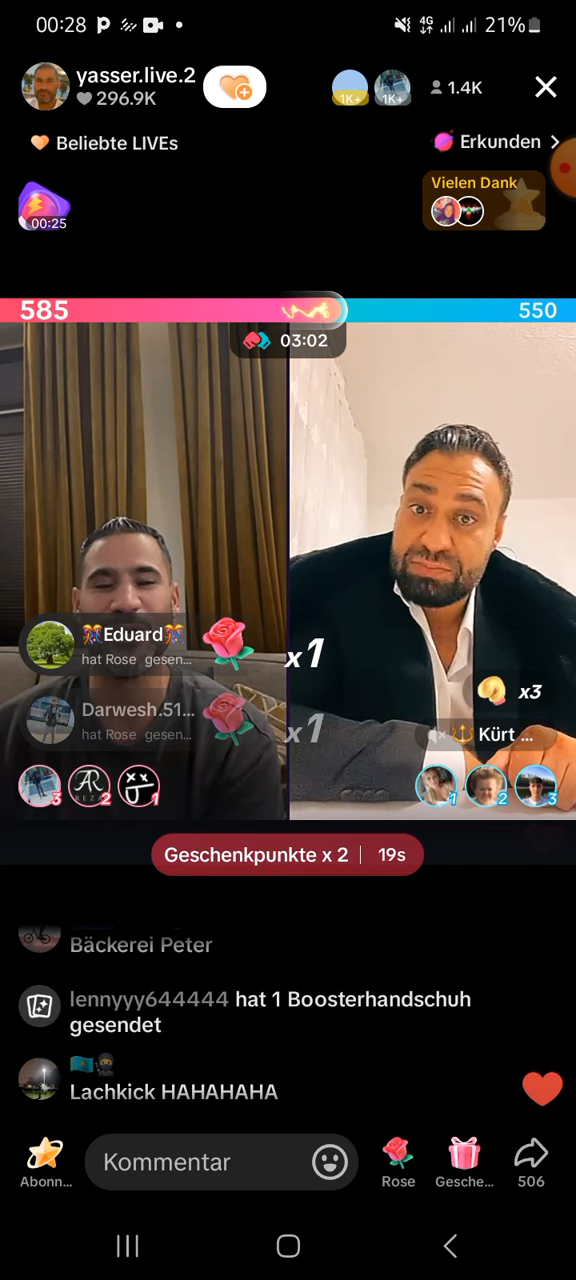 00:28
4G
21%
yasser.live.2
296.9K
1K+
1K+
1.4K
Beliebte LIVEs
Erkunden
Vielen Dank
00:25
585
550
03:02
Eduard
hat Rose gesen...
x1
Darwesh.51...
hat Rose gesen...
x1
x3
Kürt ...
3
AR
REZA
2
1
1
2
3
Geschenkpunkte x 2
19s
Bäckerei Peter
lennyyy644444 hat 1 Boosterhandschuh
gesendet
Lachkick HAHAHAHA
Kommentar
Abonn...
Rose
Gesche...
506